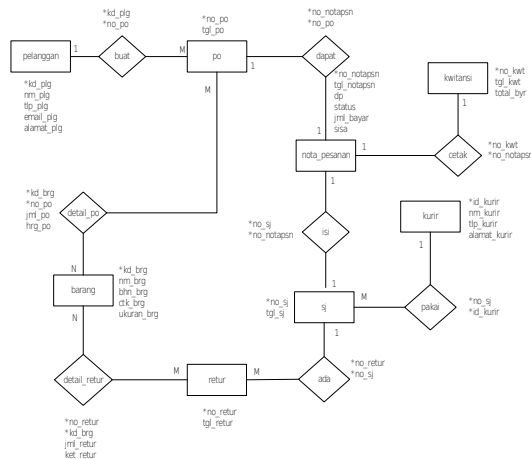 *kd_plg
*no_po
*no_po
tgl_po
*no_notapsn
*no_po
pelanggan
1
buat
M
po
1
dapat
kwitansi
*no_kwt
tgl_kwt
total_byr
*kd_plg
nm_plg
tlp_plg
email_plg
alamat_plg
M
*no_notapsn
tgl_notapsn
dp
status
jml_bayar
sisa
1
1
nota_pesanan
1
1
cetak
*no_kwt
*no_notapsn
*kd_brg
*no_po
jml_po
hrg_po
detail_po
1
*no_sj
*no_notapsn
isi
kurir
*id_kurir
nm_kurir
tlp_kurir
alamat_kurir
1
N
barang
*kd_brg
nm_brg
bhn_brg
ctk_brg
ukuran_brg
N
1
*no_sj
tgl_sj
sj
M
pakai
*no_sj
*id_kurir
1
detail_retur
M
retur
M
ada
*no_retur
*no_sj
*no_retur
tgl_retur
*no_retur
*kd_brg
jml_retur
ket_retur